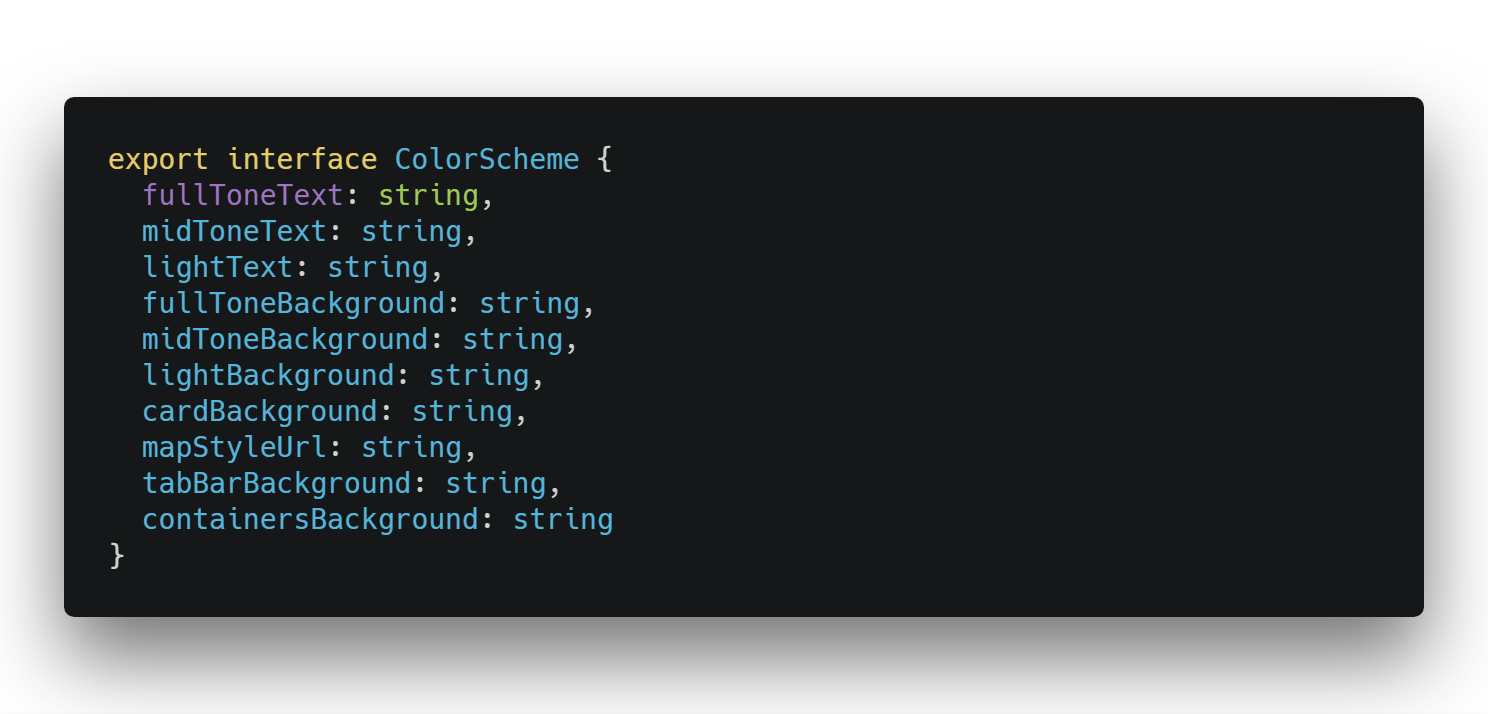 export interface ColorScheme {
  fullToneText: string,
  midToneText: string,
  lightText: string,
  fullToneBackground: string,
  midToneBackground: string,
  lightBackground: string,
  cardBackground: string,
  mapStyleUrl: string,
  tabBarBackground: string,
  containersBackground: string
}